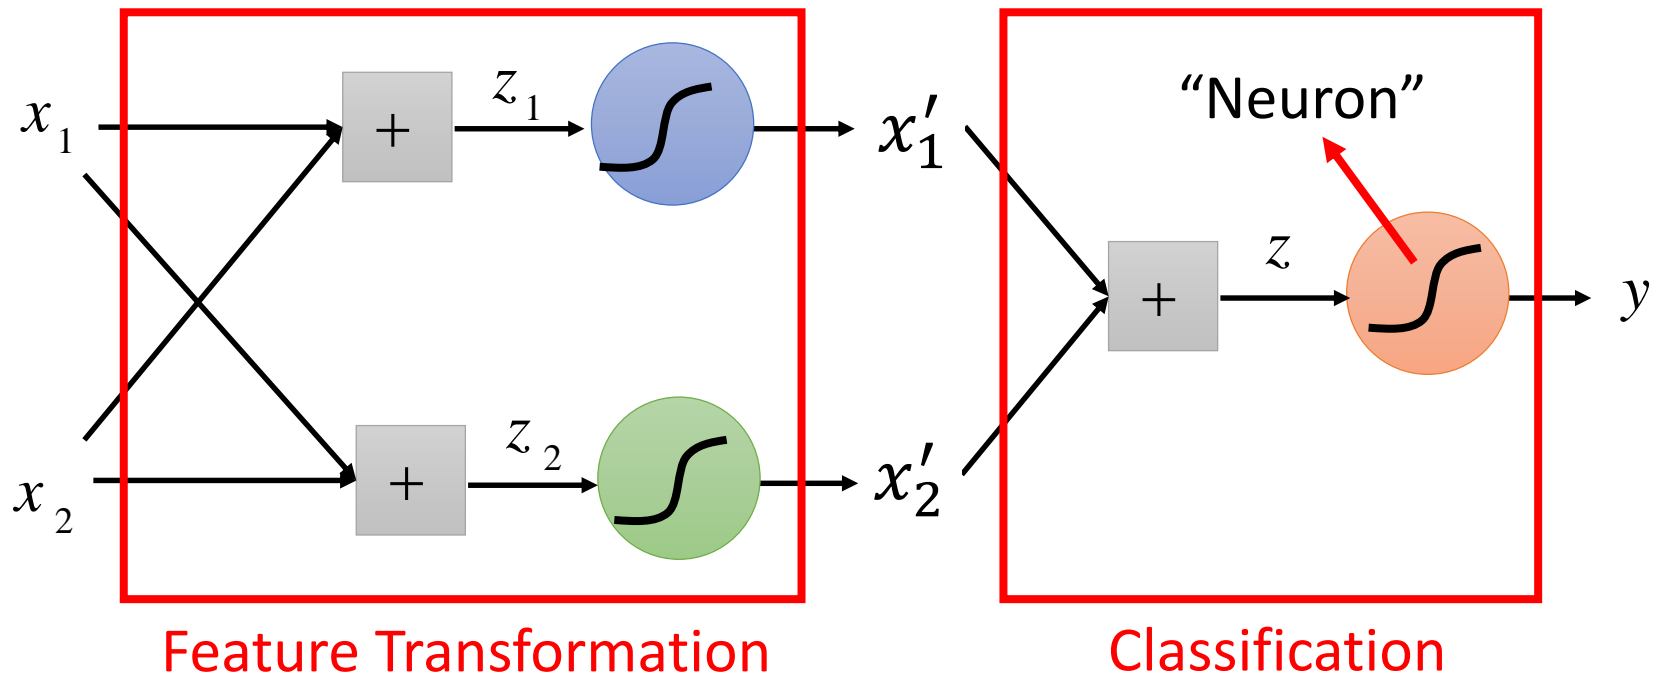 x₁
+
z₁
x′₁
“Neuron”
+
z
y
x₂
+
z₂
x′₂
Feature Transformation
Classification